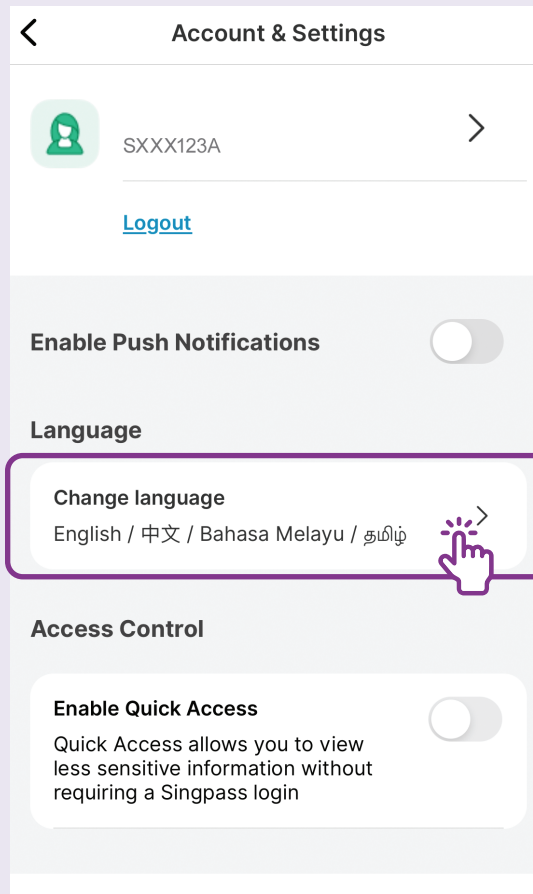 Account & Settings
SXXX123A
Logout
Enable Push Notifications
Language
Change language
English / 中文 / Bahasa Melayu / தமிழ்
Access Control
Enable Quick Access
Quick Access allows you to view
less sensitive information without
requiring a Singpass login